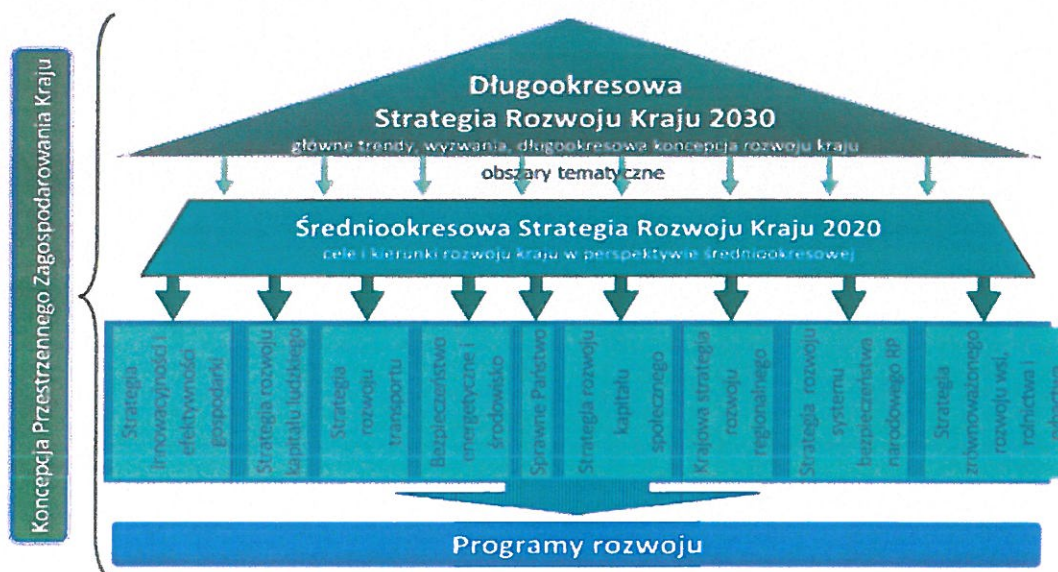 Koncepcja Przestrzennego Zagospodarowania Kraju
Długookresowa
Strategia Rozwoju Kraju 2030
główne trendy, wyzwania, długookresowa koncepcja rozwoju kraju
obszary tematyczne
Średniookresowa Strategia Rozwoju Kraju 2020
cele i kierunki rozwoju kraju w perspektywie średniookresowej
Strategia
innowacyjności i
efektywności
gospodarki
Strategia rozwoju
kapitału ludzkiego
Strategia
rozwoju
transportu
Bezpieczeństwo
energetyczne i
środowisko
Sprawne Państwo
Strategia rozwoju
kapitału
społecznego
Krajowa strategia
rozwoju
regionalnego
Strategia rozwoju
systemu
bezpieczeństwa
narodowego RP
Strategia
zrównoważonego
rozwoju wsi,
rolnictwa i
Programy rozwoju